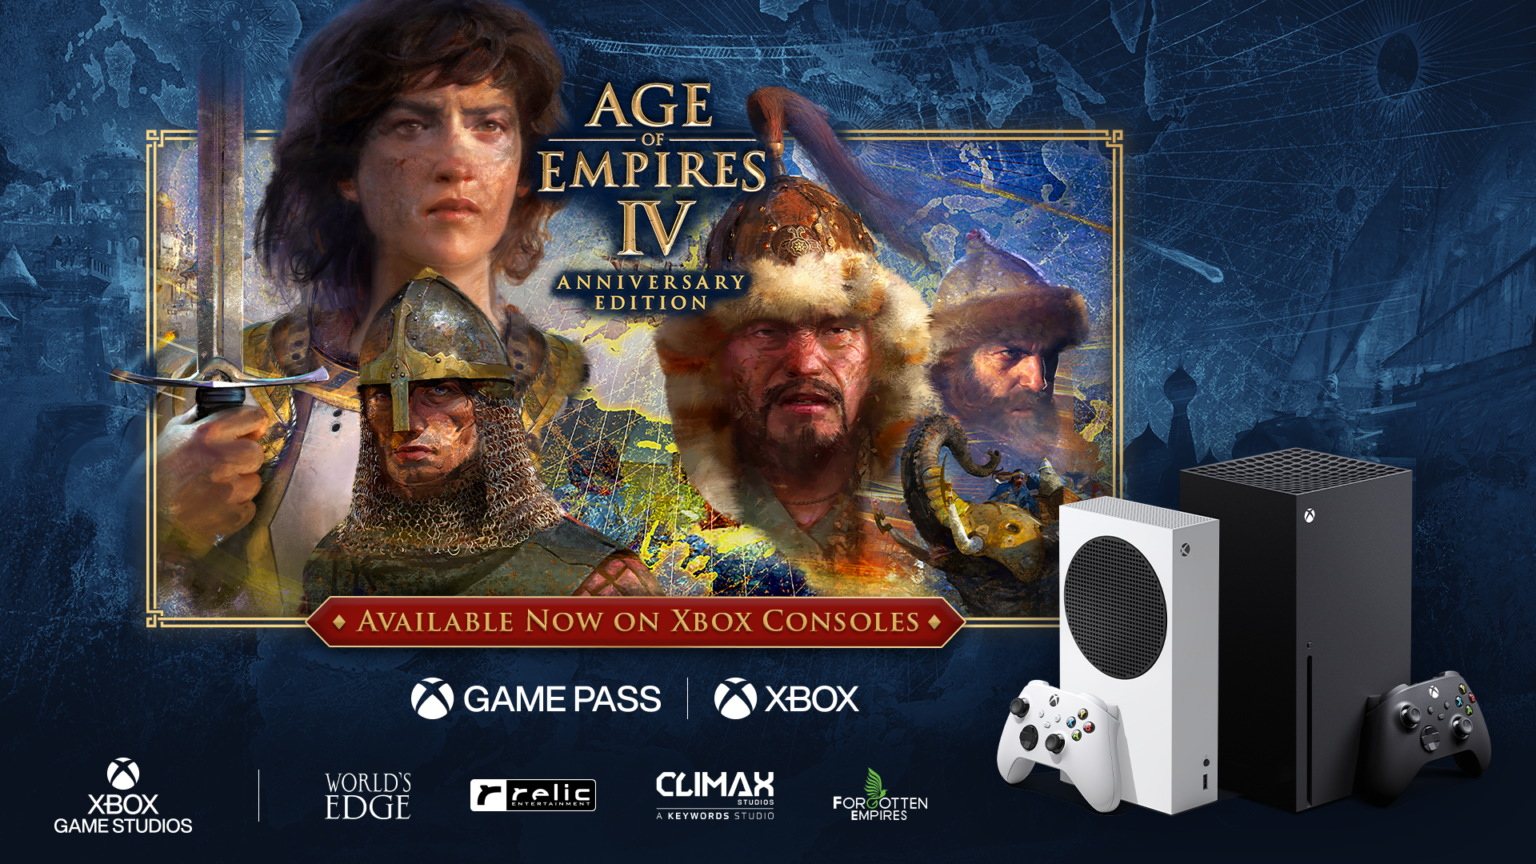 AGE
OF
EMPIRES
IV
ANNIVERSARY
EDITION
AVAILABLE NOW ON XBOX CONSOLES
GAME PASS
XBOX
XBOX
GAME STUDIOS
WORLD'S
EDGE
relic
ENTERTAINMENT
CLIMAX
STUDIOS
A KEYWORDS STUDIO
FORGOTTEN
EMPIRES